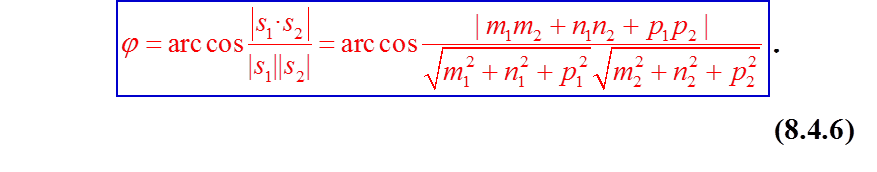 φ = arc cos |s₁·s₂| / |s₁||s₂| = arc cos | m₁m₂ + n₁n₂ + p₁p₂ | / √(m₁² + n₁² + p₁²) √(m₂² + n₂² + p₂²) .
(8.4.6)